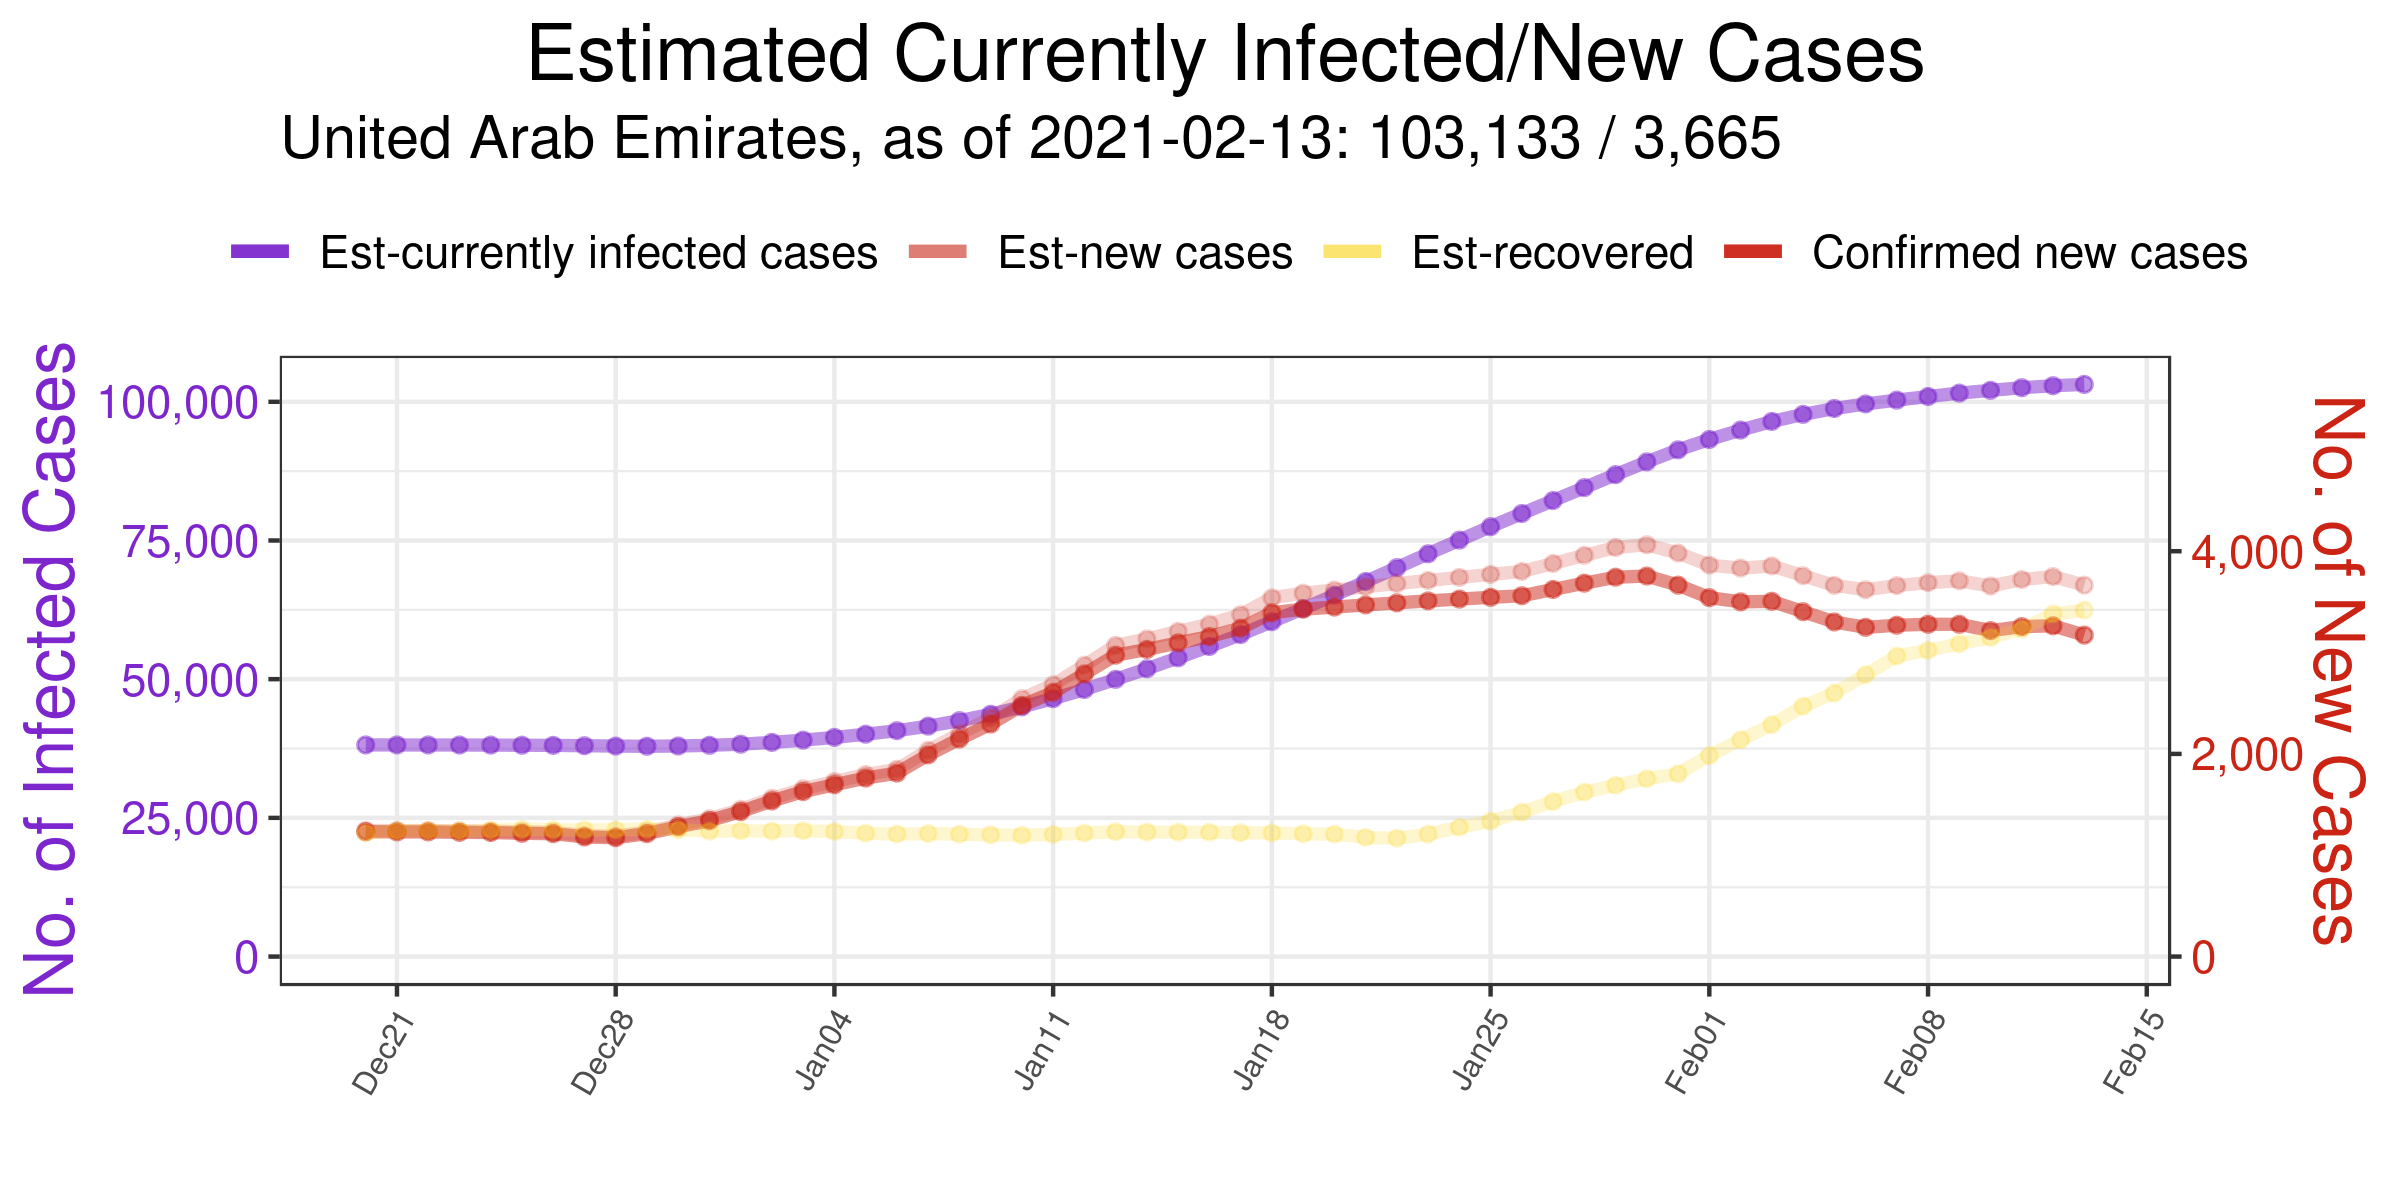 Estimated Currently Infected/New Cases
United Arab Emirates, as of 2021-02-13: 103,133 / 3,665
Est-currently infected cases Est-new cases Est-recovered Confirmed new cases
No. of Infected Cases
100,000
75,000
50,000
25,000
0
4,000
2,000
0
No. of New Cases
Dec21 Dec28 Jan04 Jan11 Jan18 Jan25 Feb01 Feb08 Feb15